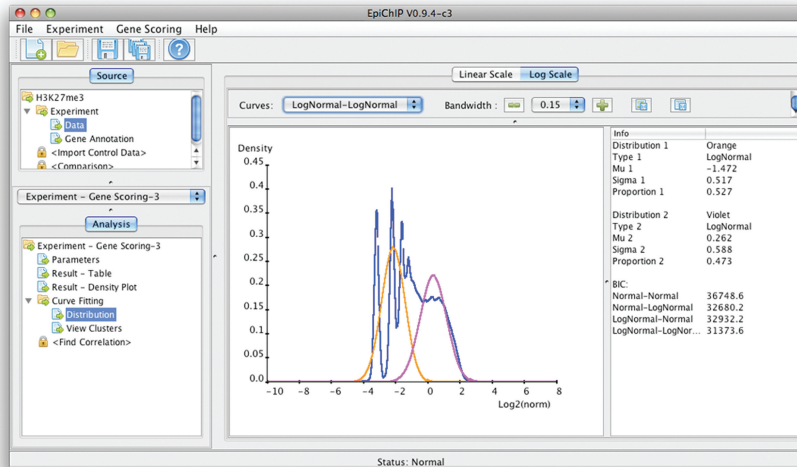 EpiChIP V0.9.4-c3
File Experiment Gene Scoring Help
Source
H3K27me3
Experiment
Data
Gene Annotation
<Import Control Data>
<Comparison>
Experiment - Gene Scoring-3
Analysis
Experiment - Gene Scoring-3
Parameters
Result - Table
Result - Density Plot
Curve Fitting
Distribution
View Clusters
<Find Correlation>
Linear Scale Log Scale
Curves: LogNormal-LogNormal Bandwidth : 0.15
Density
0.45
0.4
0.35
0.3
0.25
0.2
0.15
0.1
0.05
0.0
-10 -8 -6 -4 -2 0 2 4 6 8
Log2(norm)
Info
Distribution 1 Orange
Type 1 LogNormal
Mu 1 -1.472
Sigma 1 0.517
Proportion 1 0.527
Distribution 2 Violet
Type 2 LogNormal
Mu 2 0.262
Sigma 2 0.588
Proportion 2 0.473
BIC:
Normal-Normal 36748.6
Normal-LogNormal 32680.2
LogNormal-Normal 32932.2
LogNormal-LogNor... 31373.6
Status: Normal